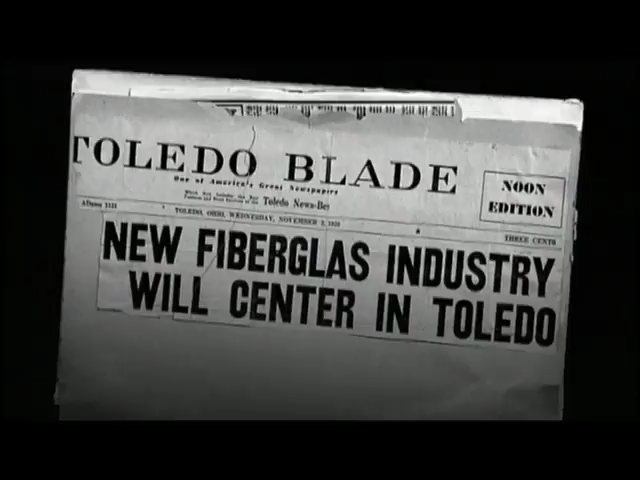 TOLEDO BLADE
One of America's Great Newspapers
Toledo News-Bee
NOON
EDITION
TOLEDO, OHIO, WEDNESDAY, NOVEMBER
THREE CENTS
NEW FIBERGLAS INDUSTRY
WILL CENTER IN TOLEDO